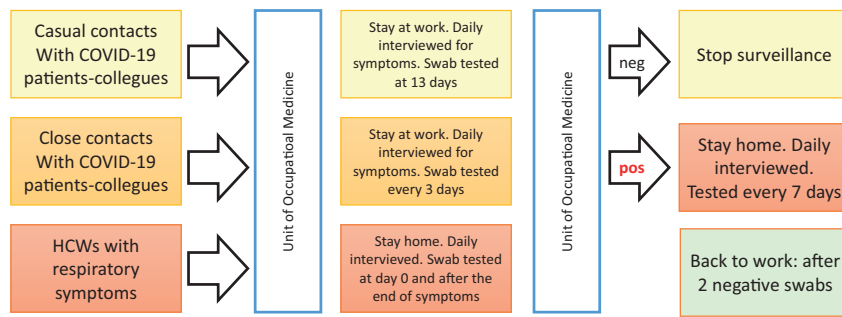 Casual contacts
With COVID-19
patients-collegues
Close contacts
With COVID-19
patients-collegues
HCWs with
respiratory
symptoms
Unit of Occupatioal Medicine
Stay at work. Daily
interviewed for
symptoms. Swab tested
at 13 days
Stay at work. Daily
interviewed for
symptoms. Swab tested
every 3 days
Stay home. Daily
intervieved. Swab tested
at day 0 and after the
end of symptoms
Unit of Occupatioal Medicine
neg
pos
Stop surveillance
Stay home. Daily
interviewed.
Tested every 7 days
Back to work: after
2 negative swabs